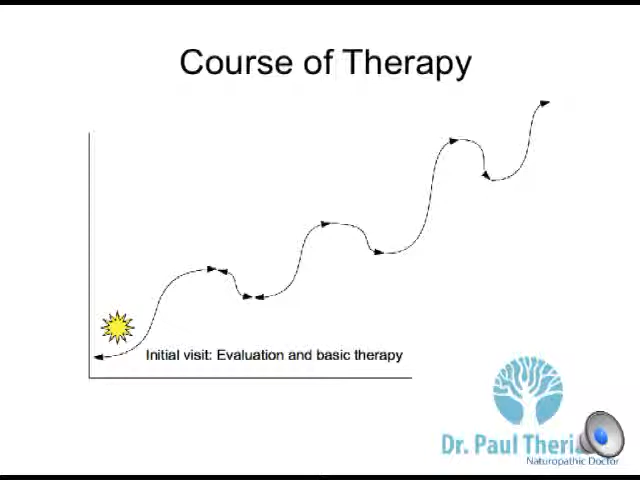 Course of Therapy
Initial visit: Evaluation and basic therapy
Dr. Paul
Naturopathic Doctor